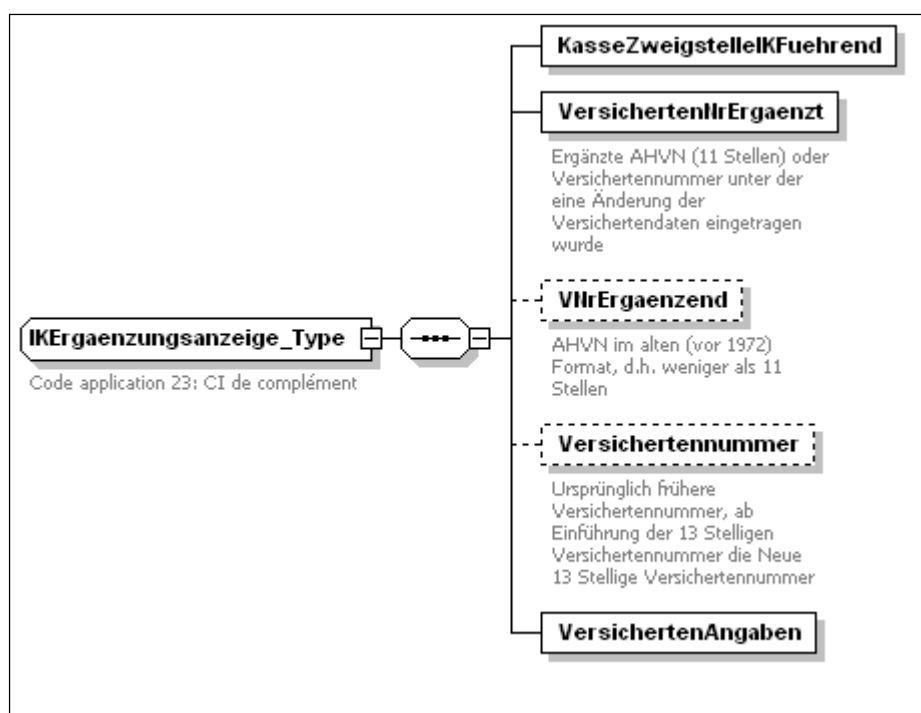 KasseZweigstelleIKFuehrend
VersichertenNrErgaenzt
Ergänzte AHVN (11 Stellen) oder
Versichertennummer unter der
eine Änderung der
Versichertendaten eingetragen
wurde
VNrErgaenzend
AHVN im alten (vor 1972)
Format, d.h. weniger als 11
Stellen
IKErgaenzungsanzeige_Type
Code application 23: CI de complément
Versichertennummer
Ursprünglich frühere
Versichertennummer, ab
Einführung der 13 Stelligen
Versichertennummer die Neue
13 Stellige Versichertennummer
VersichertenAngaben